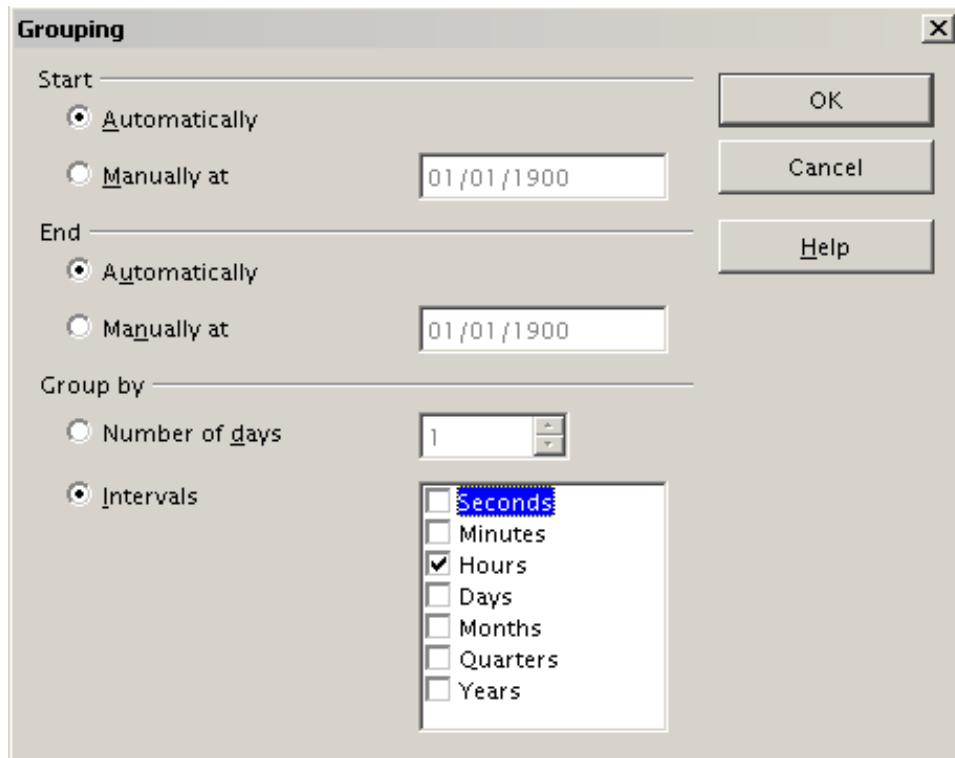 Grouping
Start
Automatically
Manually at 01/01/1900
End
Automatically
Manually at 01/01/1900
Group by
Number of days 1
Intervals
Seconds
Minutes
Hours
Days
Months
Quarters
Years
OK
Cancel
Help